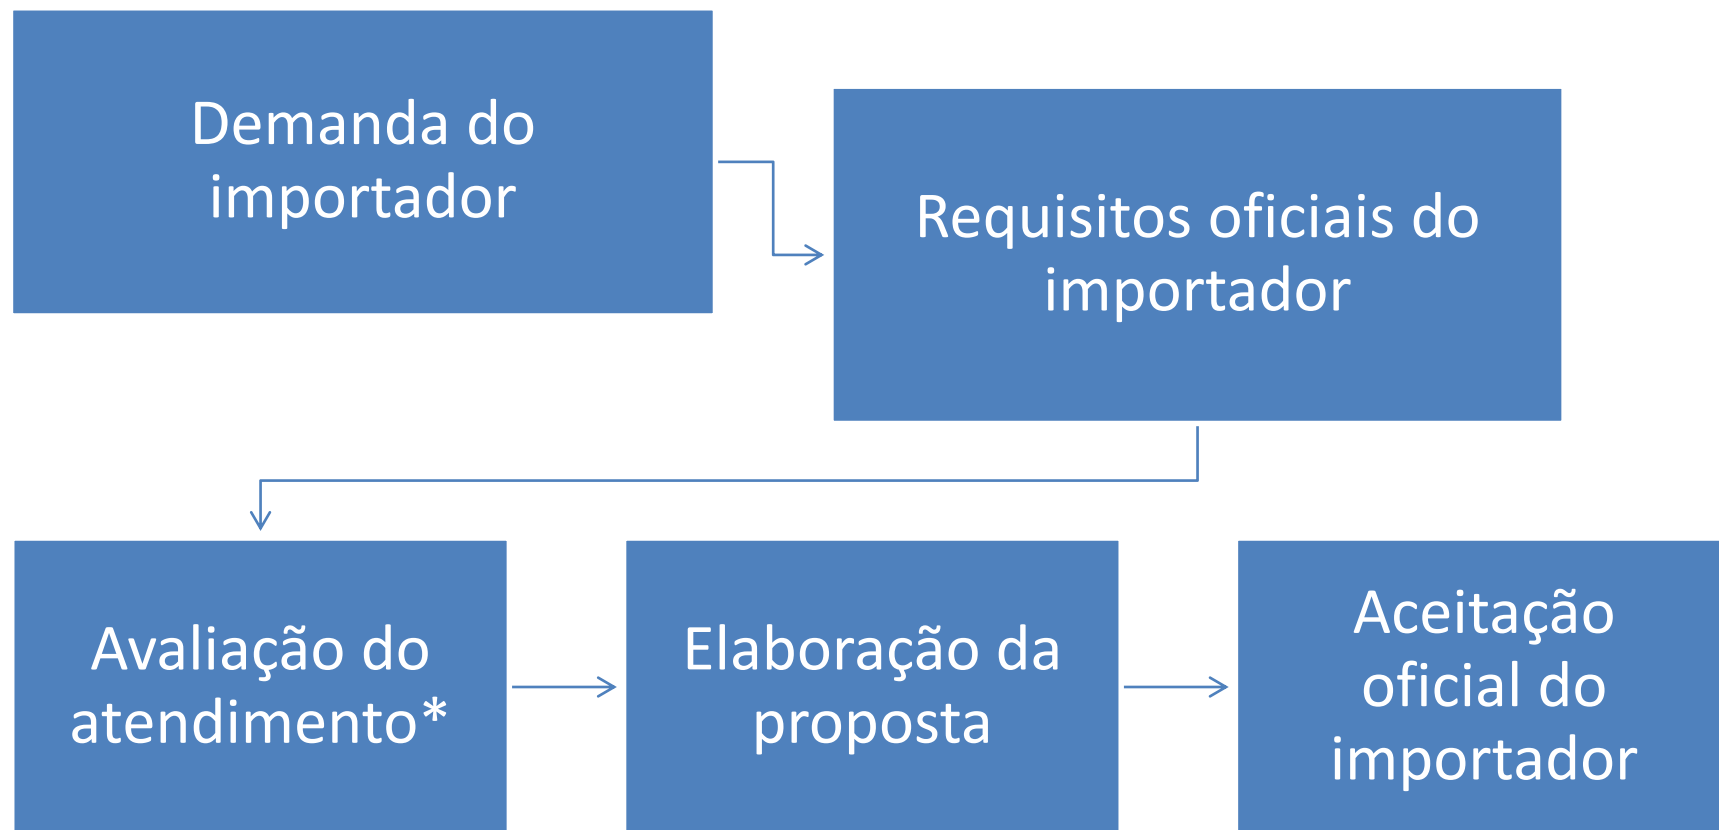 Demanda do
importador
Requisitos oficiais do
importador
Avaliação do
atendimento*
Elaboração da
proposta
Aceitação
oficial do
importador